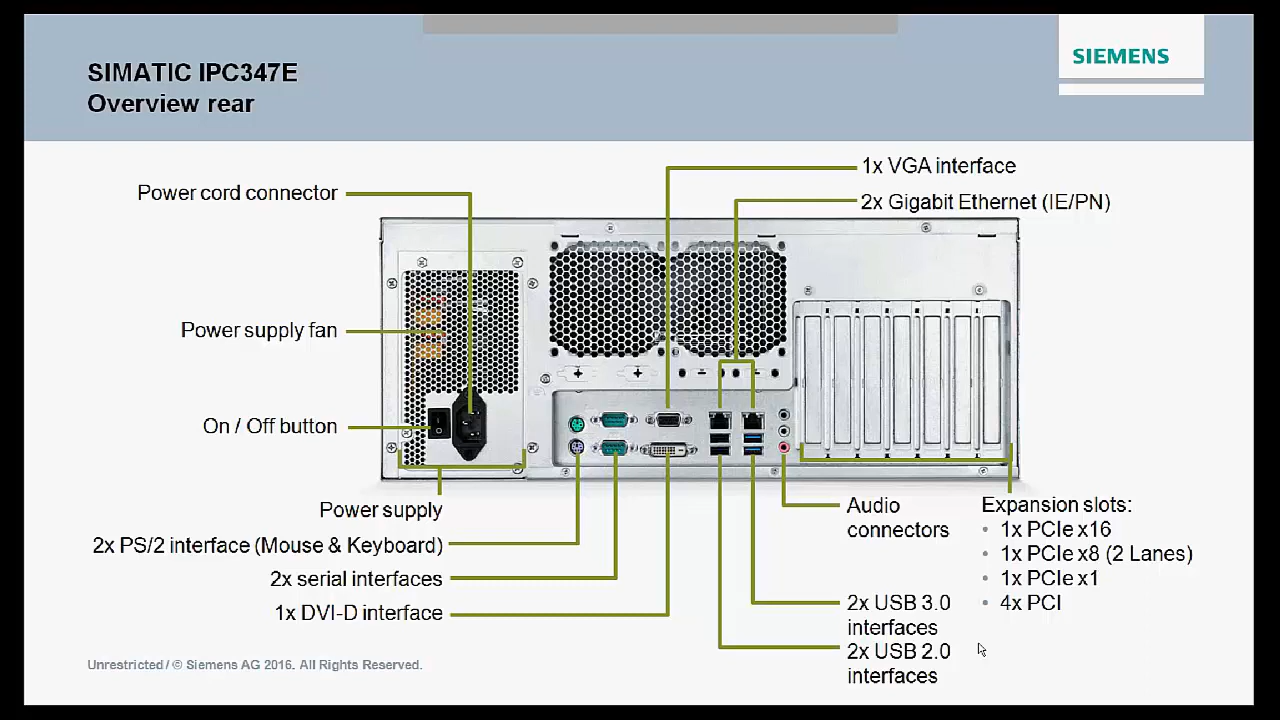 SIMATIC IPC347E
Overview rear
SIEMENS
1x VGA interface
Power cord connector
2x Gigabit Ethernet (IE/PN)
Power supply fan
On / Off button
Power supply
2x PS/2 interface (Mouse & Keyboard)
2x serial interfaces
1x DVI-D interface
Audio
connectors
Expansion slots:
• 1x PCIe x16
• 1x PCIe x8 (2 Lanes)
• 1x PCIe x1
• 4x PCI
2x USB 3.0
interfaces
2x USB 2.0
interfaces
Unrestricted / © Siemens AG 2016. All Rights Reserved.